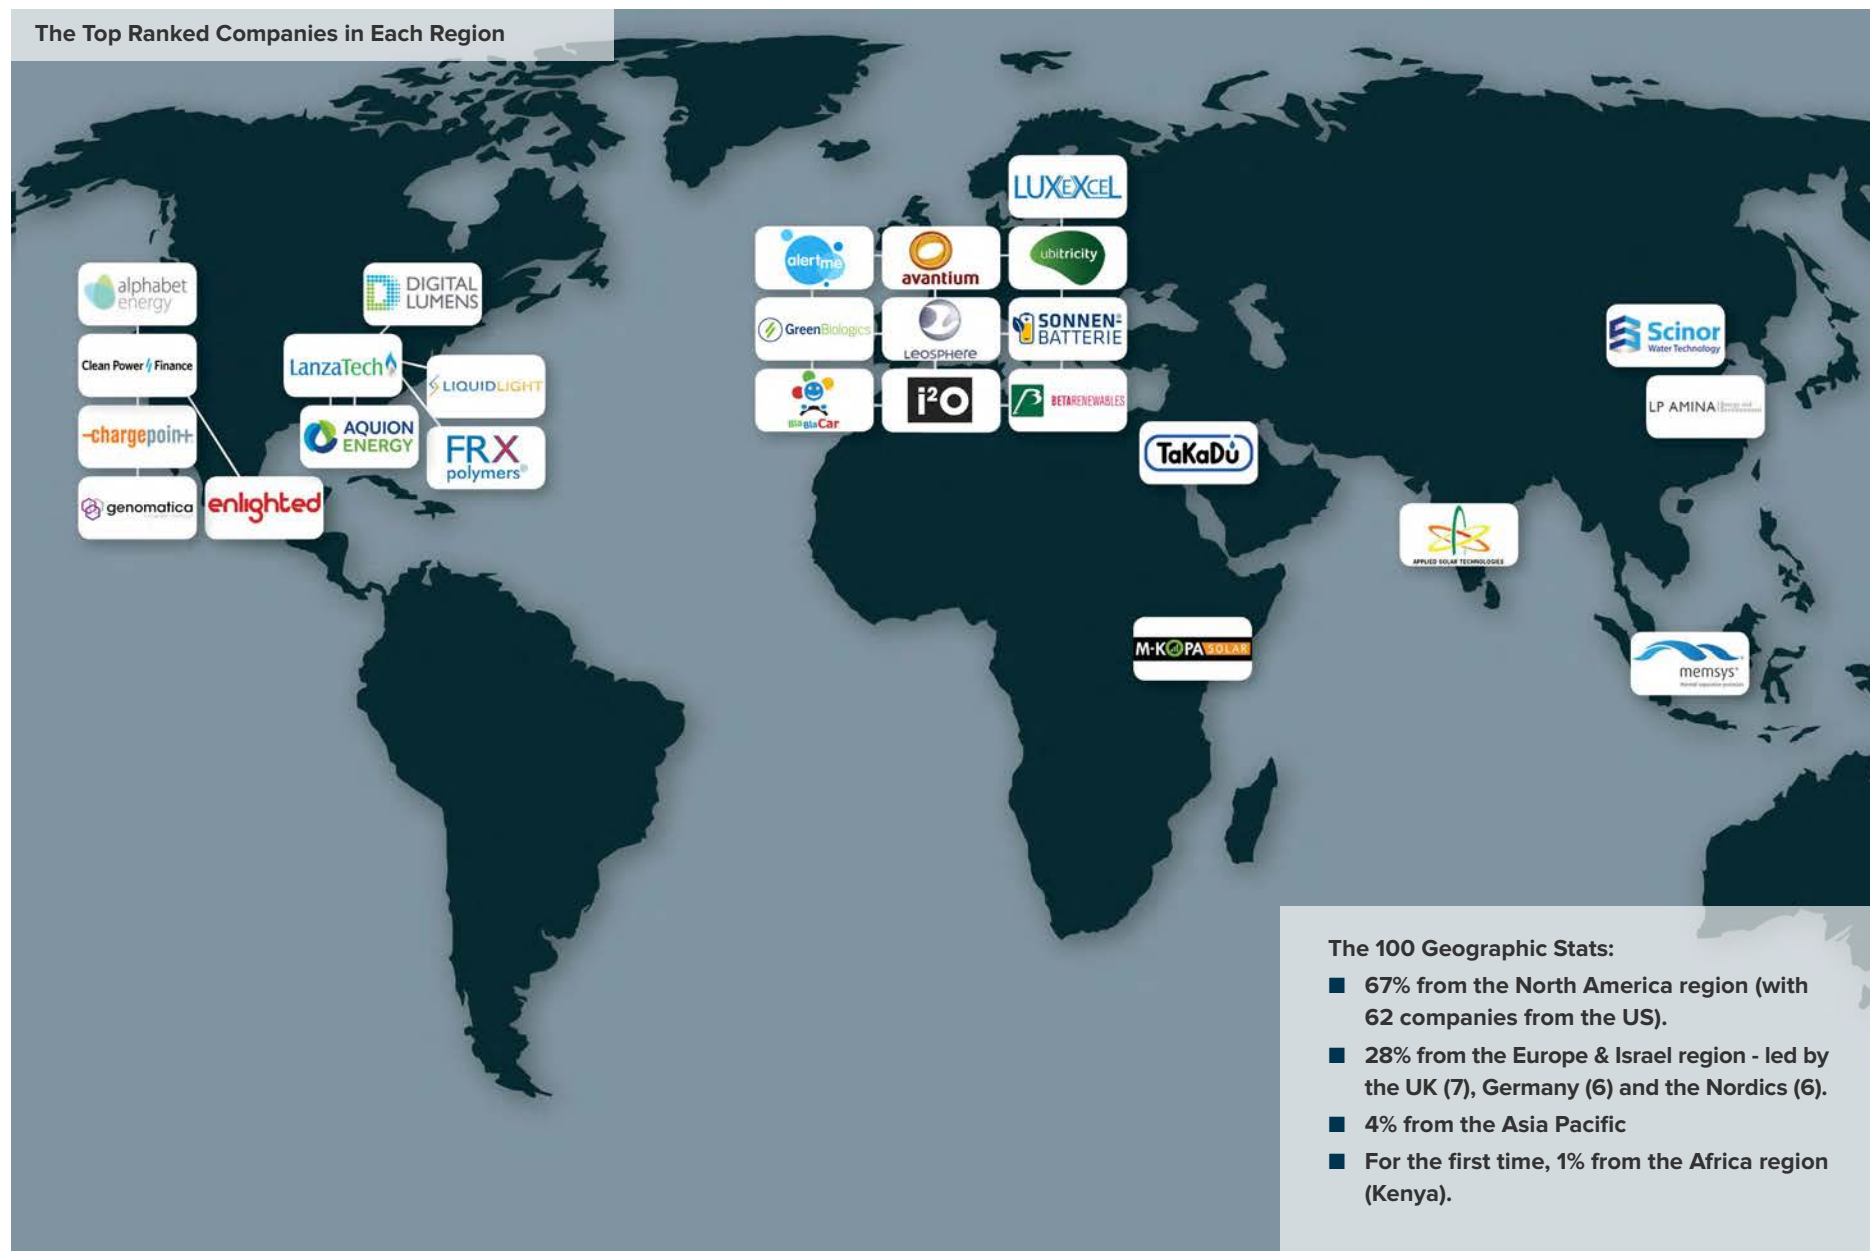 The Top Ranked Companies in Each Region
LUXEXCEL
alertme
avantium
ubitricity
alphabet
energy
DIGITAL
LUMENS
GreenBiologics
LEOSPHERE
SONNEN-
BATTERIE
Scinor
Water Technology
Clean Power Finance
LanzaTech
LIQUIDLIGHT
BlaBlaCar
i²O
BETARENEWABLES
LP AMINA
-chargepoin+.
AQUION
ENERGY
FRX
polymers®
TaKaDu
genomatica
enlighted
APPLIED SOLAR TECHNOLOGIES
M-KOPA SOLAR
memsys
The 100 Geographic Stats:
■ 67% from the North America region (with
62 companies from the US).
■ 28% from the Europe & Israel region - led by
the UK (7), Germany (6) and the Nordics (6).
■ 4% from the Asia Pacific
■ For the first time, 1% from the Africa region
(Kenya).